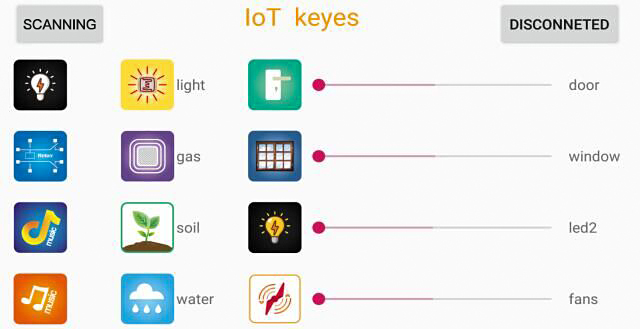 SCANNING
IoT keyes
DISCONNETED
light
door
Relay
gas
window
music
soil
led2
music
water
fans